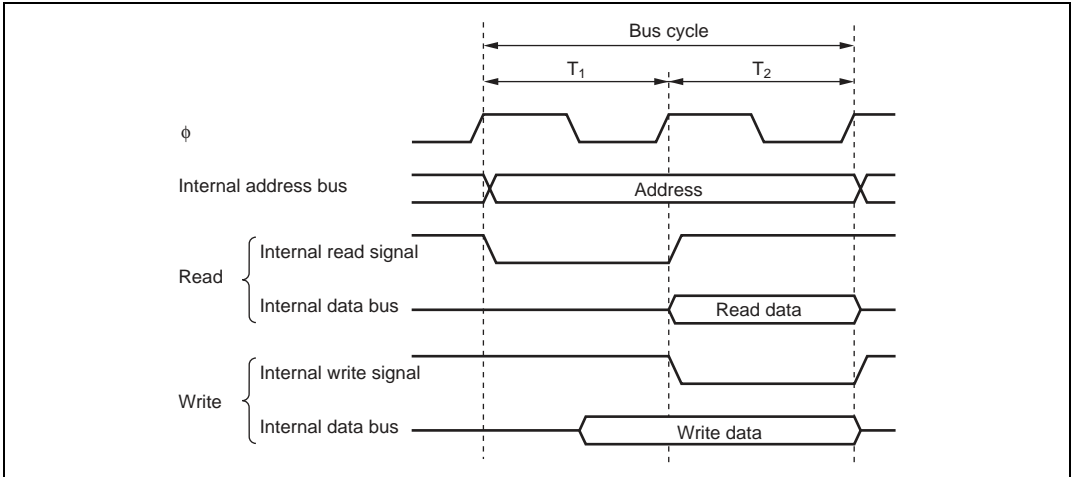 Bus cycle
T₁ T₂
ϕ
Internal address bus Address
Internal read signal
Read
Internal data bus Read data
Internal write signal
Write
Internal data bus Write data